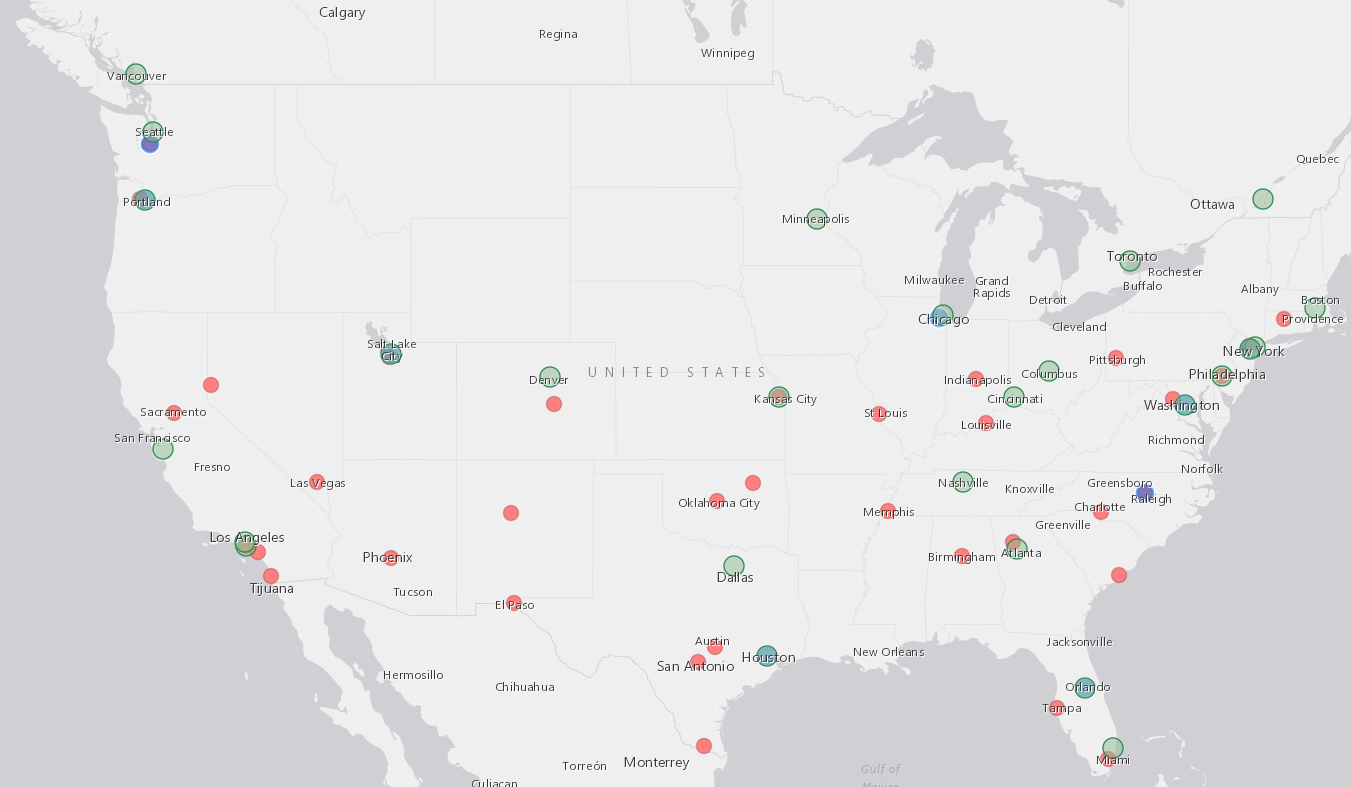 Calgary
Regina
Winnipeg
Vancouver
Seattle
Quebec
Portland
Ottawa
Minneapolis
Toronto
Rochester
Milwaukee
Grand
Rapids
Buffalo
Albany
Detroit
Boston
Chicago
Providence
Cleveland
Salt Lake
City
New York
Pittsburgh
UNITED STATES
Denver
Indianapolis
Columbus
Philadelphia
Kansas City
Cincinnati
Washington
Sacramento
St Louis
Louisville
San Francisco
Richmond
Fresno
Norfolk
Las Vegas
Nashville
Knoxville
Greensboro
Raleigh
Oklahoma City
Memphis
Charlotte
Greenville
Los Angeles
Phoenix
Birmingham
Atlanta
Dallas
Tijuana
Tucson
El Paso
Austin
Jacksonville
New Orleans
San Antonio
Houston
Hermosillo
Chihuahua
Orlando
Tampa
Monterrey
Torreón
Miami
Gulf of
Mexico
Culiacan